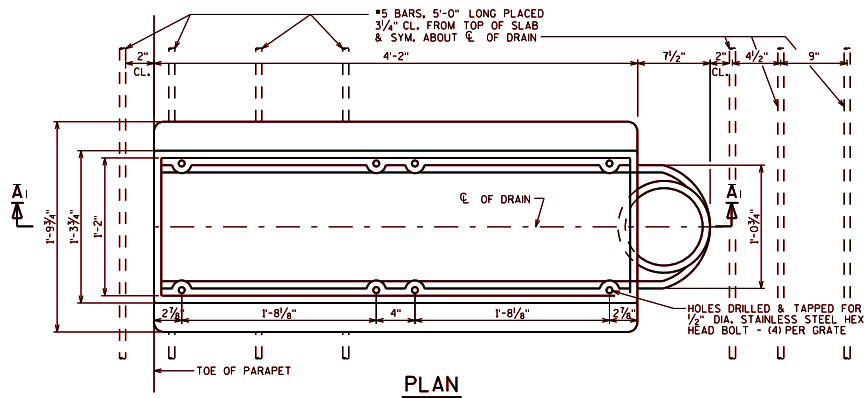 #5 BARS, 5'-0" LONG PLACED
3¼" CL. FROM TOP OF SLAB
& SYM. ABOUT ℄ OF DRAIN
2"
CL.
4'-2"
7½"
2"
CL.
4½"
9"
A
A
1'-9¾"
1'-3¾"
1'-2"
℄ OF DRAIN
1'-0¾"
2⅞"
1'-8⅛"
4"
1'-8⅛"
2⅞"
HOLES DRILLED & TAPPED FOR
½" DIA. STAINLESS STEEL HEX
HEAD BOLT - (4) PER GRATE
TOE OF PARAPET
PLAN